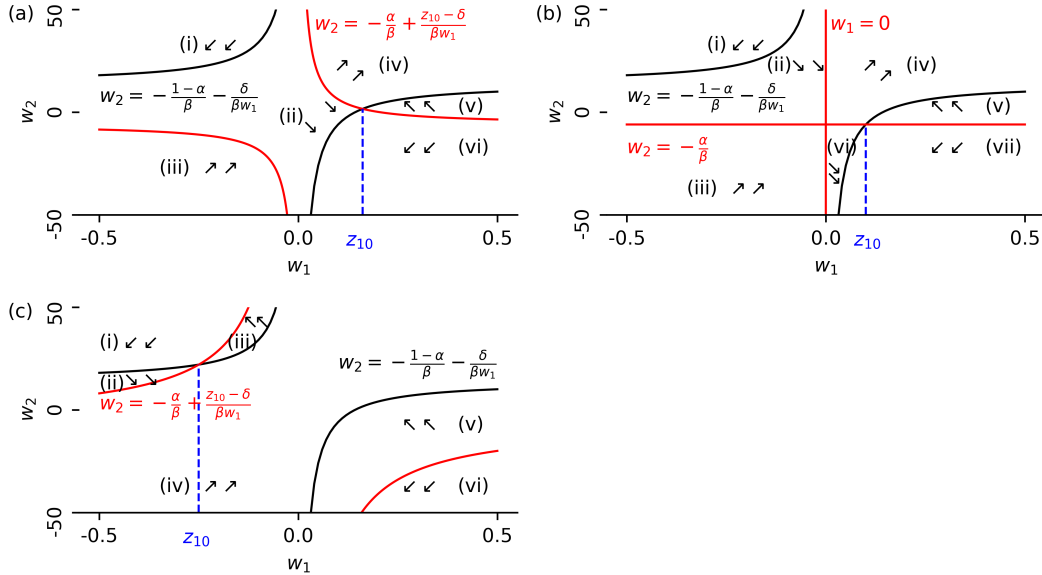 (a)
50
0
-50
w₂
(i) ↙ ↙
w₂ = −α/β + (z₁₀ − δ)/(βw₁)
↗ ↗ (iv)
w₂ = −(1−α)/β − δ/(βw₁)
(ii) ↘ ↘
↖ ↖ (v)
(iii) ↗ ↗
↙ ↙ (vi)
-0.5 0.0 0.5
z₁₀
w₁
(b)
50
0
-50
w₂
(i) ↙ ↙
w₁ = 0
(ii) ↘ ↘
↗ ↗ (iv)
w₂ = −(1−α)/β − δ/(βw₁)
↖ ↖ (v)
w₂ = −α/β
(vi) ↘ ↘
↙ ↙ (vii)
(iii) ↗ ↗
-0.5 0.0 0.5
z₁₀
w₁
(c)
50
0
-50
w₂
(i) ↙ ↙
(iii) ↖ ↖
w₂ = −(1−α)/β − δ/(βw₁)
(ii) ↘ ↘
w₂ = −α/β + (z₁₀ − δ)/(βw₁)
↖ ↖ (v)
(iv) ↗ ↗
↙ ↙ (vi)
-0.5 0.0 0.5
z₁₀
w₁